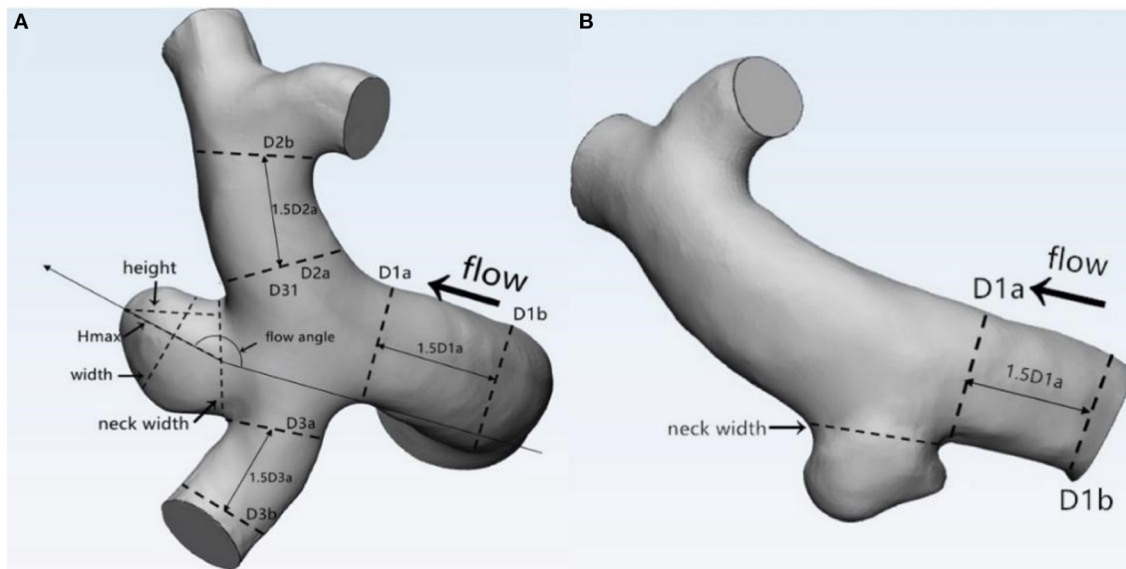 A
D2b
1.5D2a
D2a
D31
height
Hmax
width
neck width
flow angle
D1a
flow
D1b
1.5D1a
D3a
1.5D3a
D3b
B
flow
D1a
1.5D1a
neck width
D1b